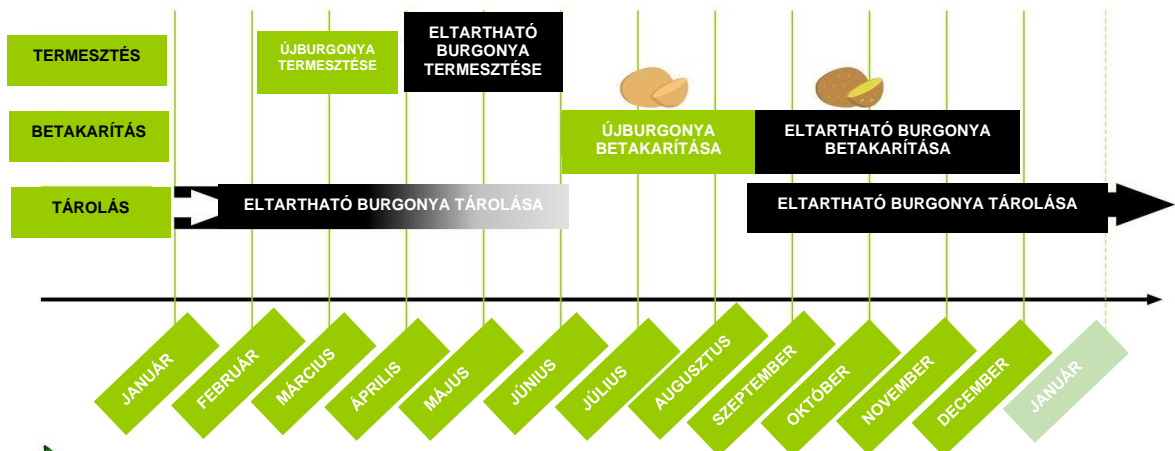 TERMESZTÉS
ÚJBURGONYA
TERMESZTÉSE
ELTARTHATÓ
BURGONYA
TERMESZTÉSE
BETAKARÍTÁS
ÚJBURGONYA
BETAKARÍTÁSA
ELTARTHATÓ BURGONYA
BETAKARÍTÁSA
TÁROLÁS
ELTARTHATÓ BURGONYA TÁROLÁSA
ELTARTHATÓ BURGONYA TÁROLÁSA
JANUÁR
FEBRUÁR
MÁRCIUS
ÁPRILIS
MÁJUS
JÚNIUS
JÚLIUS
AUGUSZTUS
SZEPTEMBER
OKTÓBER
NOVEMBER
DECEMBER
JANUÁR